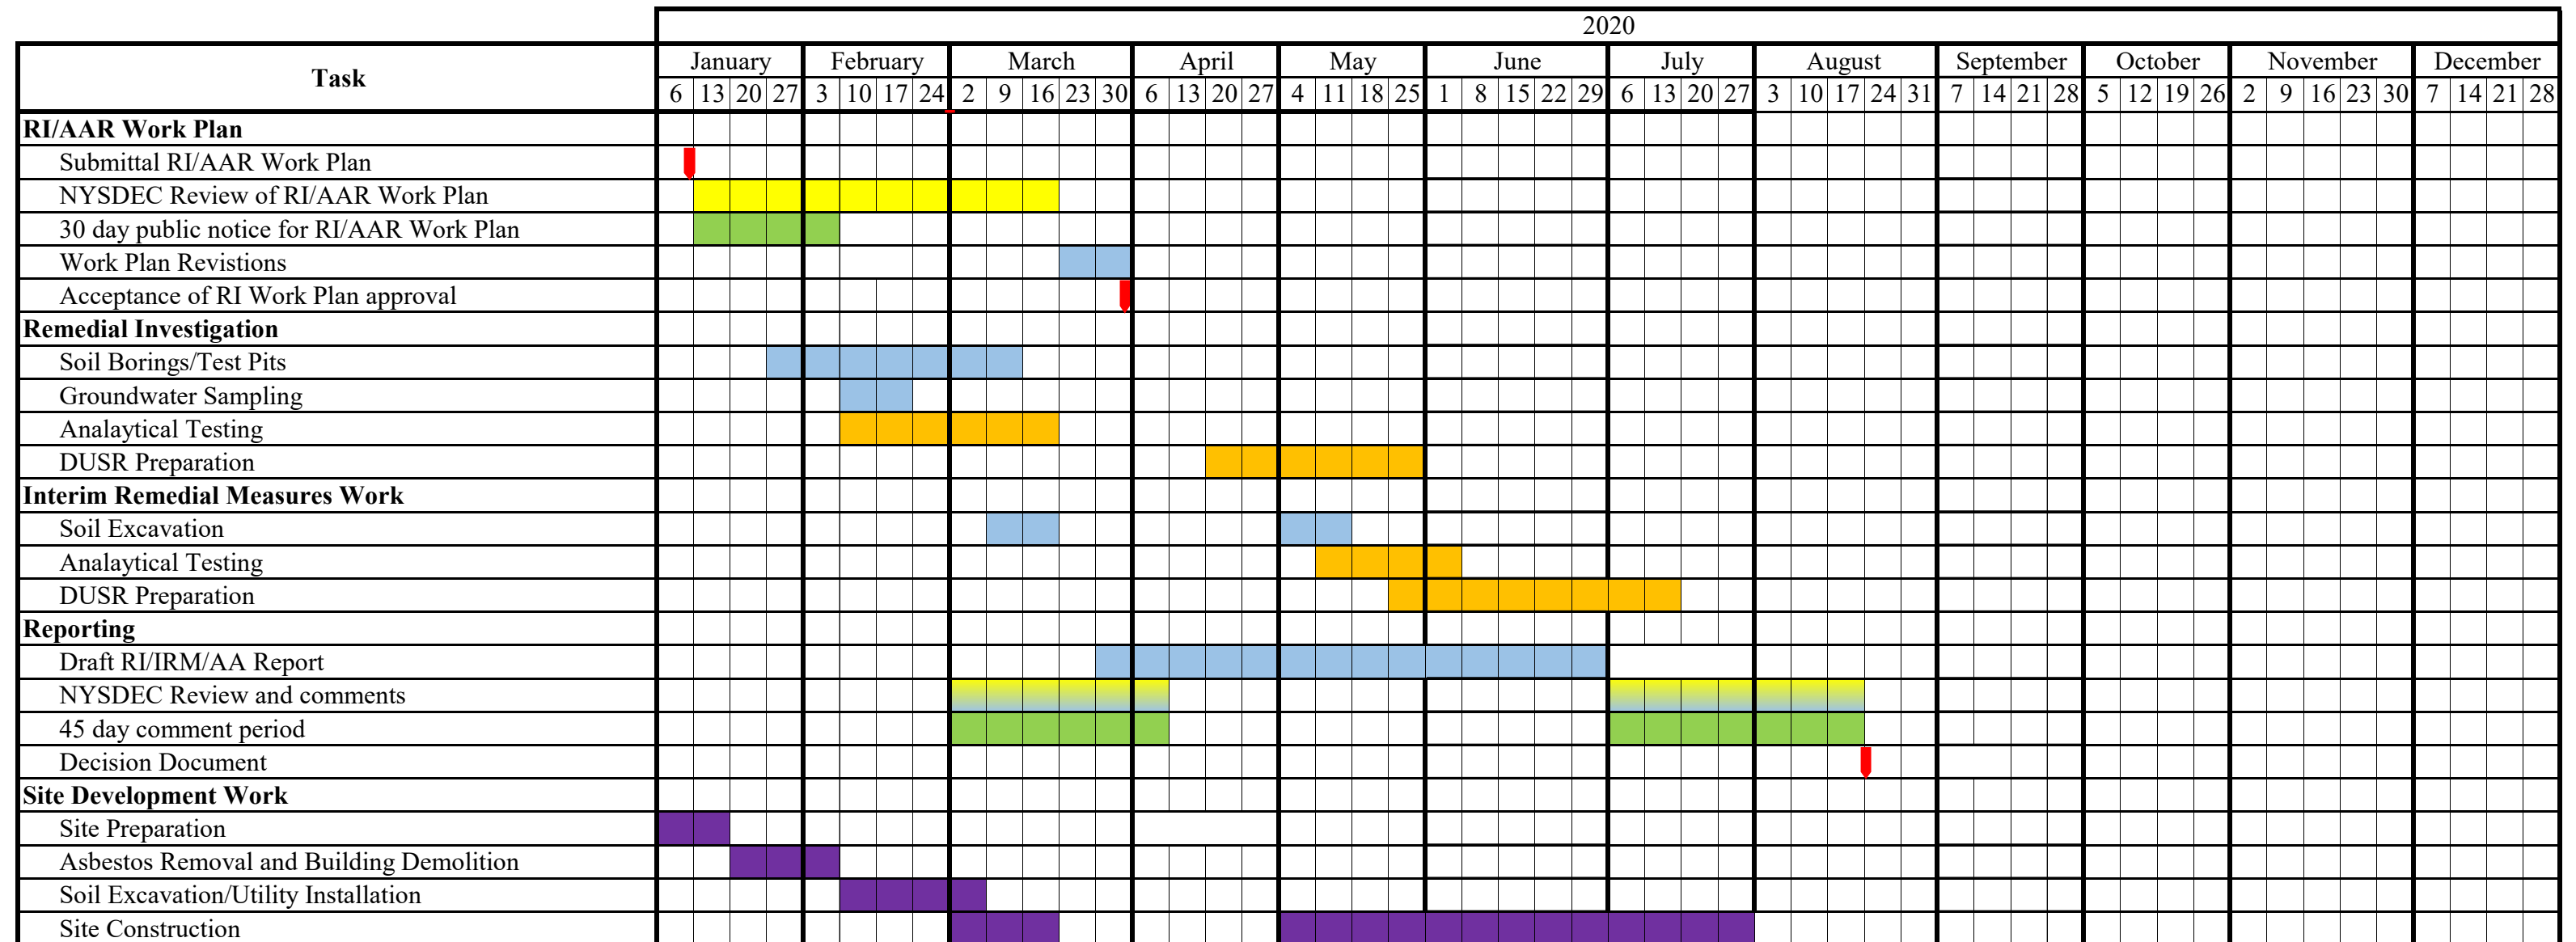 2020
Task
January February March April May June July August September October November December
6 13 20 27 3 10 17 24 2 9 16 23 30 6 13 20 27 4 11 18 25 1 8 15 22 29 6 13 20 27 3 10 17 24 31 7 14 21 28 5 12 19 26 2 9 16 23 30 7 14 21 28
RI/AAR Work Plan
Submittal RI/AAR Work Plan
NYSDEC Review of RI/AAR Work Plan
30 day public notice for RI/AAR Work Plan
Work Plan Revistions
Acceptance of RI Work Plan approval
Remedial Investigation
Soil Borings/Test Pits
Groundwater Sampling
Analaytical Testing
DUSR Preparation
Interim Remedial Measures Work
Soil Excavation
Analaytical Testing
DUSR Preparation
Reporting
Draft RI/IRM/AA Report
NYSDEC Review and comments
45 day comment period
Decision Document
Site Development Work
Site Preparation
Asbestos Removal and Building Demolition
Soil Excavation/Utility Installation
Site Construction